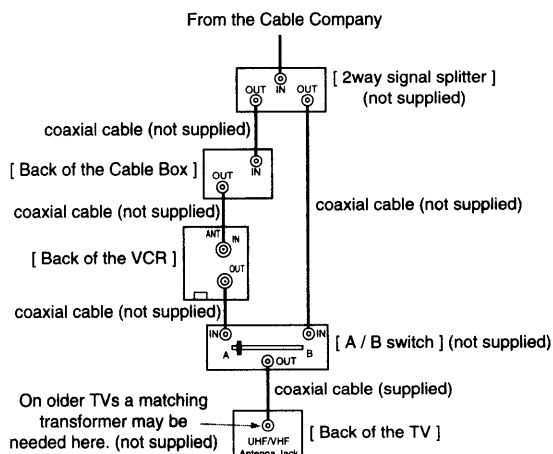 From the Cable Company
IN
OUT
OUT
[ 2way signal splitter ]
(not supplied)
coaxial cable (not supplied)
[ Back of the Cable Box ]
OUT
IN
coaxial cable (not supplied)
coaxial cable (not supplied)
ANT
IN
[ Back of the VCR ]
OUT
coaxial cable (not supplied)
IN
IN
A
B
[ A / B switch ] (not supplied)
OUT
coaxial cable (supplied)
On older TVs a matching
transformer may be
needed here. (not supplied)
UHF/VHF
Antenna Jack
[ Back of the TV ]